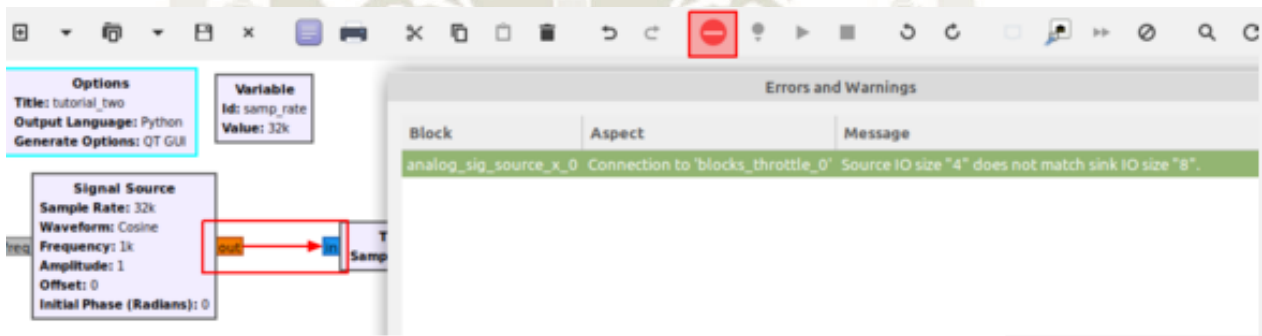 Options
Title: tutorial_two
Output Language: Python
Generate Options: QT GUI
Variable
Id: samp_rate
Value: 32k
Signal Source
Sample Rate: 32k
Waveform: Cosine
Frequency: 1k
Amplitude: 1
Offset: 0
Initial Phase (Radians): 0
freq
out
in
T
Samp
Errors and Warnings
Block Aspect Message
analog_sig_source_x_0 Connection to 'blocks_throttle_0' Source IO size "4" does not match sink IO size "8".